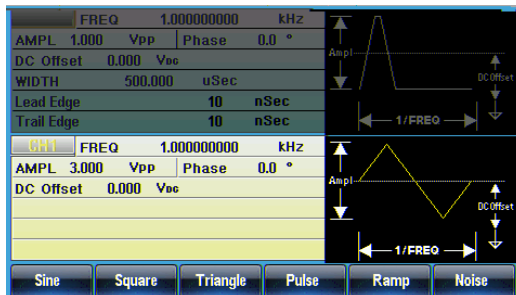 FREQ 1.000000000 kHz
AMPL 1.000 Vpp Phase 0.0 °
DC Offset 0.000 VDC
WIDTH 500.000 uSec
Lead Edge 10 nSec
Trail Edge 10 nSec
Ampl
DC Offset
1/FREQ
CH1 FREQ 1.000000000 kHz
AMPL 3.000 Vpp Phase 0.0 °
DC Offset 0.000 VDC
Ampl
DC Offset
1/FREQ
Sine Square Triangle Pulse Ramp Noise